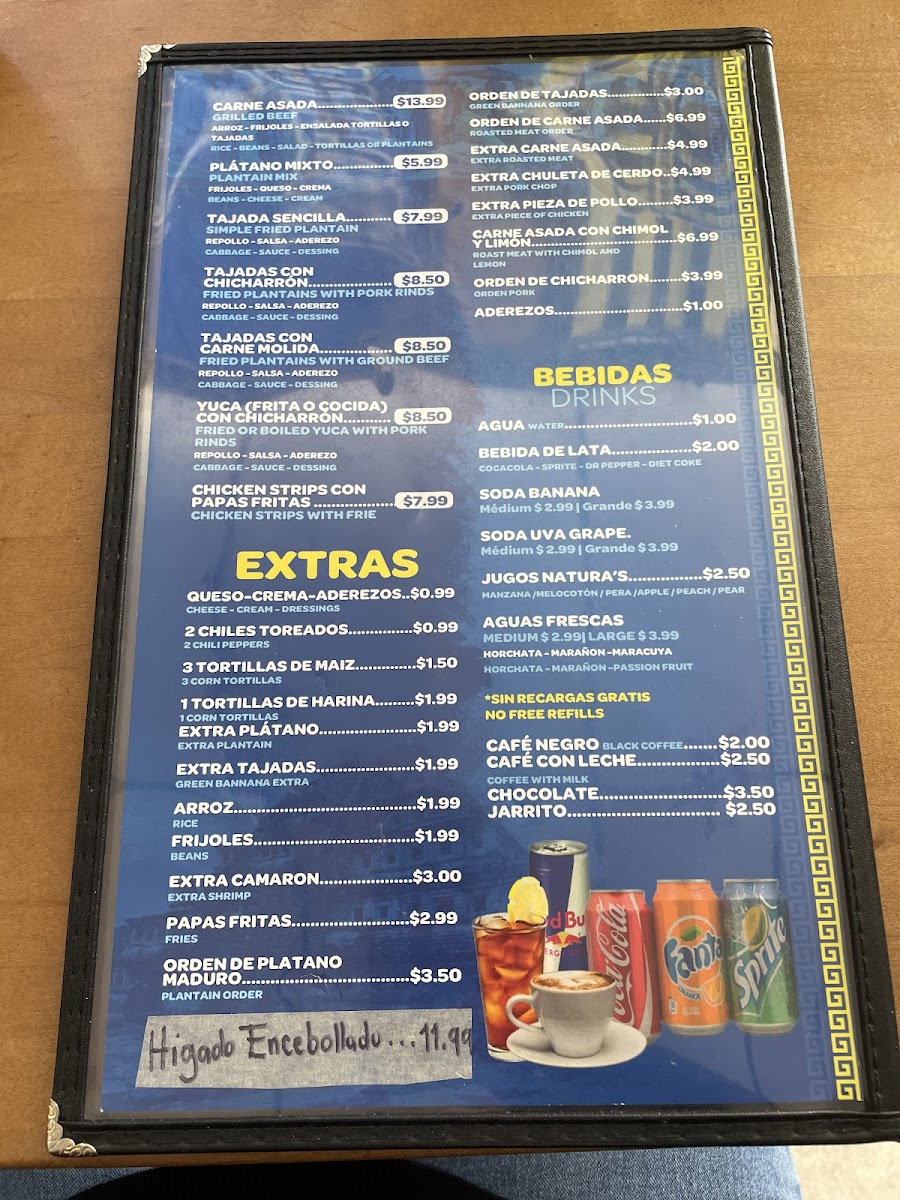 CARNE ASADA.....................$13.99
GRILLED BEEF
ARROZ - FRIJOLES - ENSALADA TORTILLAS O
TAJADAS
RICE - BEANS - SALAD - TORTILLAS OR PLANTAINS
PLÁTANO MIXTO................$5.99
PLANTAIN MIX
FRIJOLES - QUESO - CREMA
BEANS - CHEESE - CREAM
TAJADA SENCILLA.............$7.99
SIMPLE FRIED PLANTAIN
REPOLLO - SALSA - ADEREZO
CABBAGE - SAUCE - DESSING
TAJADAS CON
CHICHARRÓN......................$8.50
FRIED PLANTAINS WITH PORK RINDS
REPOLLO - SALSA - ADEREZO
CABBAGE - SAUCE - DESSING
TAJADAS CON
CARNE MOLIDA....................$8.50
FRIED PLANTAINS WITH GROUND BEEF
REPOLLO - SALSA - ADEREZO
CABBAGE - SAUCE - DESSING
YUCA (FRITA O COCIDA)
CON CHICHARRÓN............$8.50
FRIED OR BOILED YUCA WITH PORK
RINDS
REPOLLO - SALSA - ADEREZO
CABBAGE - SAUCE - DESSING
CHICKEN STRIPS CON
PAPAS FRITAS ..................$7.99
CHICKEN STRIPS WITH FRIE
EXTRAS
QUESO-CREMA-ADEREZOS..$0.99
CHEESE - CREAM - DRESSINGS
2 CHILES TOREADOS..............$0.99
2 CHILI PEPPERS
3 TORTILLAS DE MAIZ.............$1.50
3 CORN TORTILLAS
1 TORTILLAS DE HARINA.........$1.99
1 CORN TORTILLAS
EXTRA PLÁTANO.....................$1.99
EXTRA PLANTAIN
EXTRA TAJADAS.....................$1.99
GREEN BANNANA EXTRA
ARROZ.......................................$1.99
RICE
FRIJOLES...................................$1.99
BEANS
EXTRA CAMARON....................$3.00
EXTRA SHRIMP
PAPAS FRITAS.........................$2.99
FRIES
ORDEN DE PLATANO
MADURO....................................$3.50
PLANTAIN ORDER
Higado Encebollado...11.99
ORDEN DE TAJADAS.............$3.00
GREEN BANHANA ORDER
ORDEN DE CARNE ASADA......$6.99
ROASTED MEAT ORDER
EXTRA CARNE ASADA...........$4.99
EXTRA ROASTED MEAT
EXTRA CHULETA DE CERDO..$4.99
EXTRA PORK CHOP
EXTRA PIEZA DE POLLO........$3.99
EXTRA PIECE OF CHICKEN
CARNE ASADA CON CHIMOL
Y LIMÓN..................................$6.99
ROAST MEAT WITH CHIMOL AND
LEMON
ORDEN DE CHICHARRON.......$3.99
ORDEN PORK
ADEREZOS.............................$1.00
BEBIDAS
DRINKS
AGUA WATER..............................$1.00
BEBIDA DE LATA...................$2.00
COCACOLA - SPRITE - DR PEPPER - DIET COKE
SODA BANANA
Médium $ 2.99| Grande $ 3.99
SODA UVA GRAPE.
Médium $ 2.99| Grande $ 3.99
JUGOS NATURA'S.................$2.50
MANZANA /MELOCOTÓN / PERA /APPLE / PEACH / PEAR
AGUAS FRESCAS
MEDIUM $ 2.99| LARGE $ 3.99
HORCHATA - MARAÑON -MARACUYA
HORCHATA - MARAÑON -PASSION FRUIT
*SIN RECARGAS GRATIS
NO FREE REFILLS
CAFÉ NEGRO BLACK COFFEE........$2.00
CAFÉ CON LECHE...................$2.50
COFFEE WITH MILK
CHOCOLATE............................$3.50
JARRITO................................... $2.50
d Bu
Coca-Cola
Fanta
ORANGE
Sprite